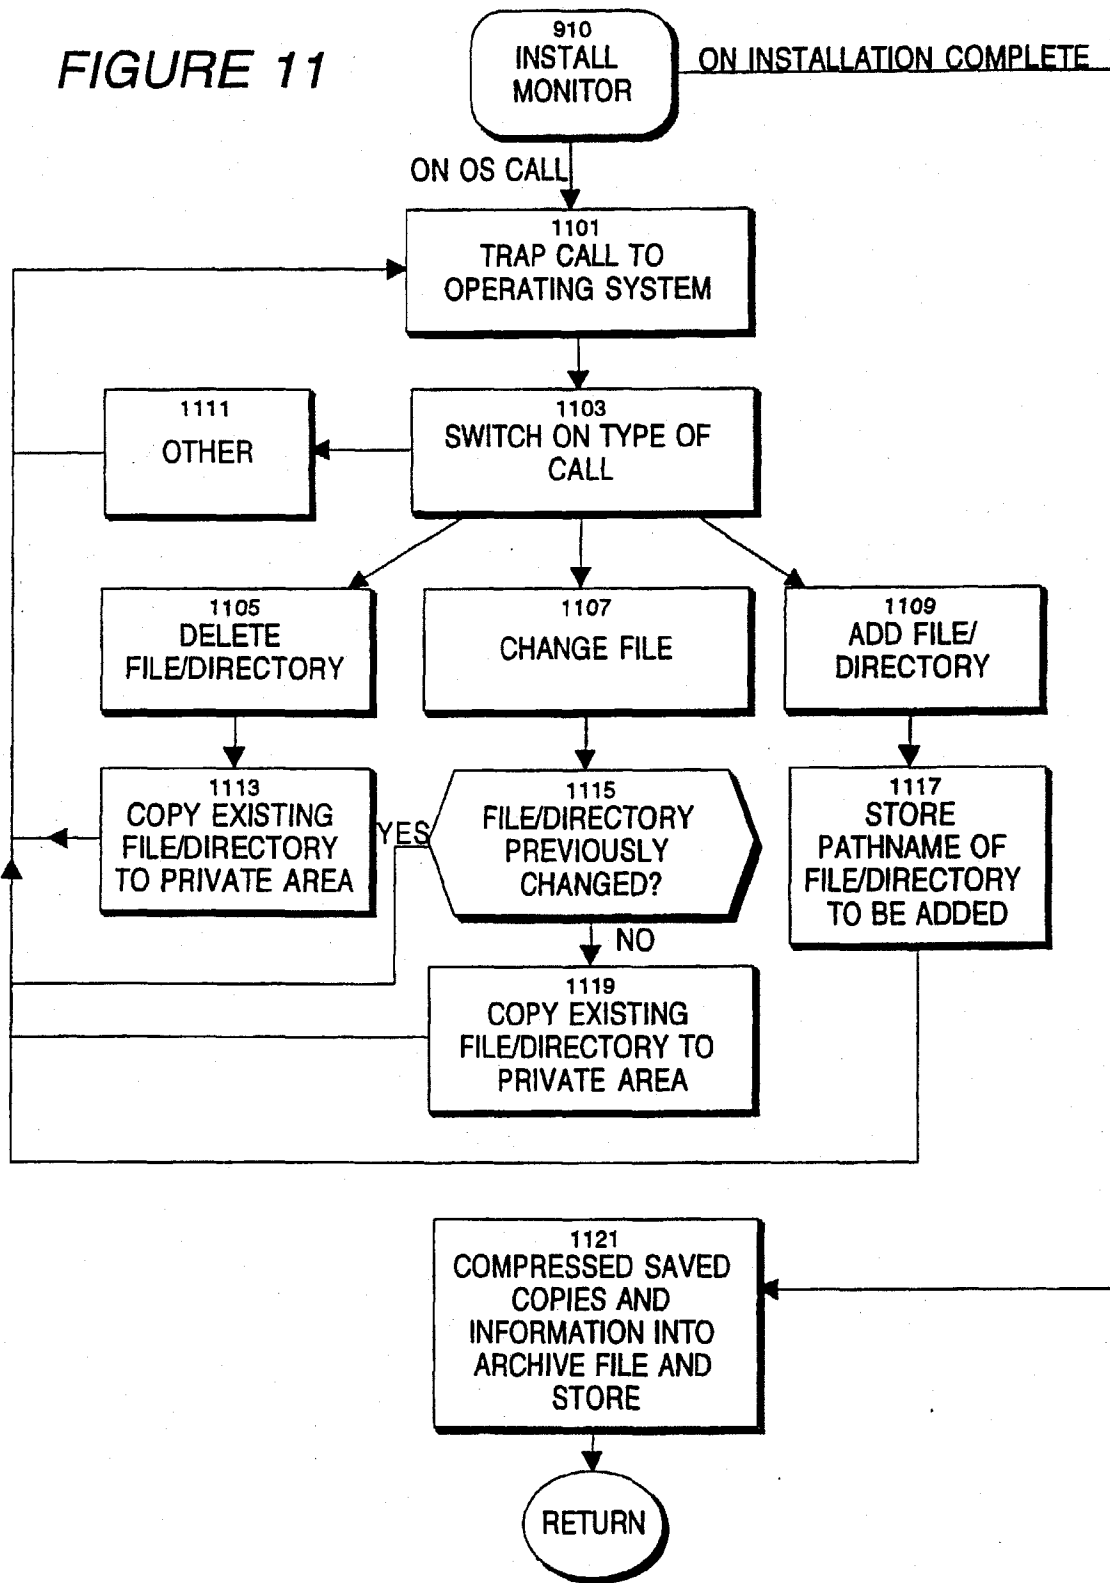 FIGURE 11
910
INSTALL
MONITOR
ON INSTALLATION COMPLETE
ON OS CALL
1101
TRAP CALL TO
OPERATING SYSTEM
1111
OTHER
1103
SWITCH ON TYPE OF
CALL
1105
DELETE
FILE/DIRECTORY
1107
CHANGE FILE
1109
ADD FILE/
DIRECTORY
1113
COPY EXISTING
FILE/DIRECTORY
TO PRIVATE AREA
YES
1115
FILE/DIRECTORY
PREVIOUSLY
CHANGED?
1117
STORE
PATHNAME OF
FILE/DIRECTORY
TO BE ADDED
NO
1119
COPY EXISTING
FILE/DIRECTORY TO
PRIVATE AREA
1121
COMPRESSED SAVED
COPIES AND
INFORMATION INTO
ARCHIVE FILE AND
STORE
RETURN